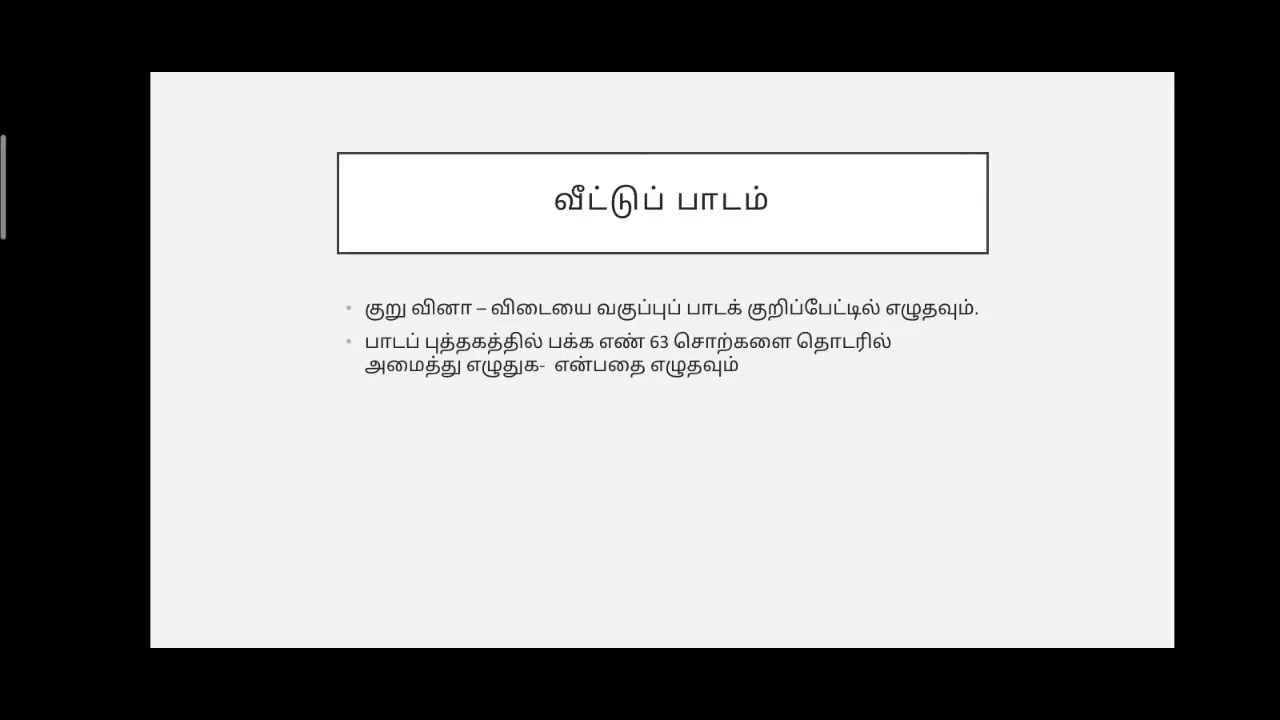 வீட்டுப் பாடம்
• குறு வினா – விடையை வகுப்புப் பாடக் குறிப்பேட்டில் எழுதவும்.
• பாடப் புத்தகத்தில் பக்க எண் 63 சொற்களை தொடரில்
அமைத்து எழுதுக- என்பதை எழுதவும்